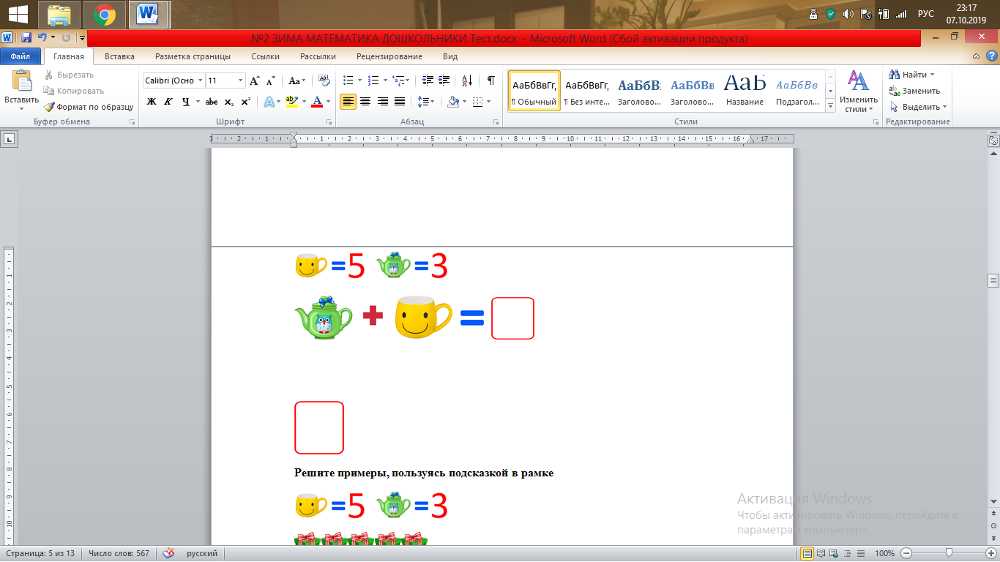 23:17
РУС
07.10.2019
№2 ЗИМА МАТЕМАТИКА ДОШКОЛЬНИКИ Тест.docx - Microsoft Word (Сбой активации продукта)
Файл Главная Вставка Разметка страницы Ссылки Рассылки Рецензирование Вид
Вставить
Вырезать
Копировать
Формат по образцу
Буфер обмена
Calibri (Осно 11
Ж К Ч abc x₂ x²
Шрифт
Абзац
АаБбВвГг, АаБбВвГг, АаБбВ: АаБбВв АаБ АаБбВв.
¶ Обычный ¶ Без инте... Заголово... Заголово... Название Подзагол...
Изменить стили
Стили
Найти
Заменить
Выделить
Редактирование
3 2 1 1 2 3 4 5 6 7 8 9 10 11 12 13 14 15 16 17
=5 =3
+ =
Решите примеры, пользуясь подсказкой в рамке
=5 =3
Активация Windows
Чтобы активировать Windows, перейдите к
параметрам компьютера.
Страница: 5 из 13 Число слов: 567 русский 100%